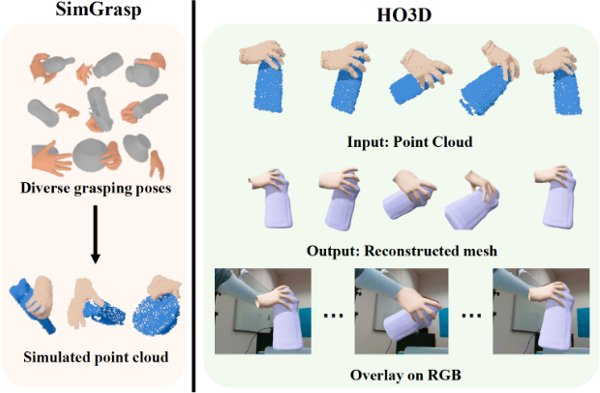 SimGrasp
Diverse grasping poses
Simulated point cloud
HO3D
Input: Point Cloud
Output: Reconstructed mesh
... ...
Overlay on RGB